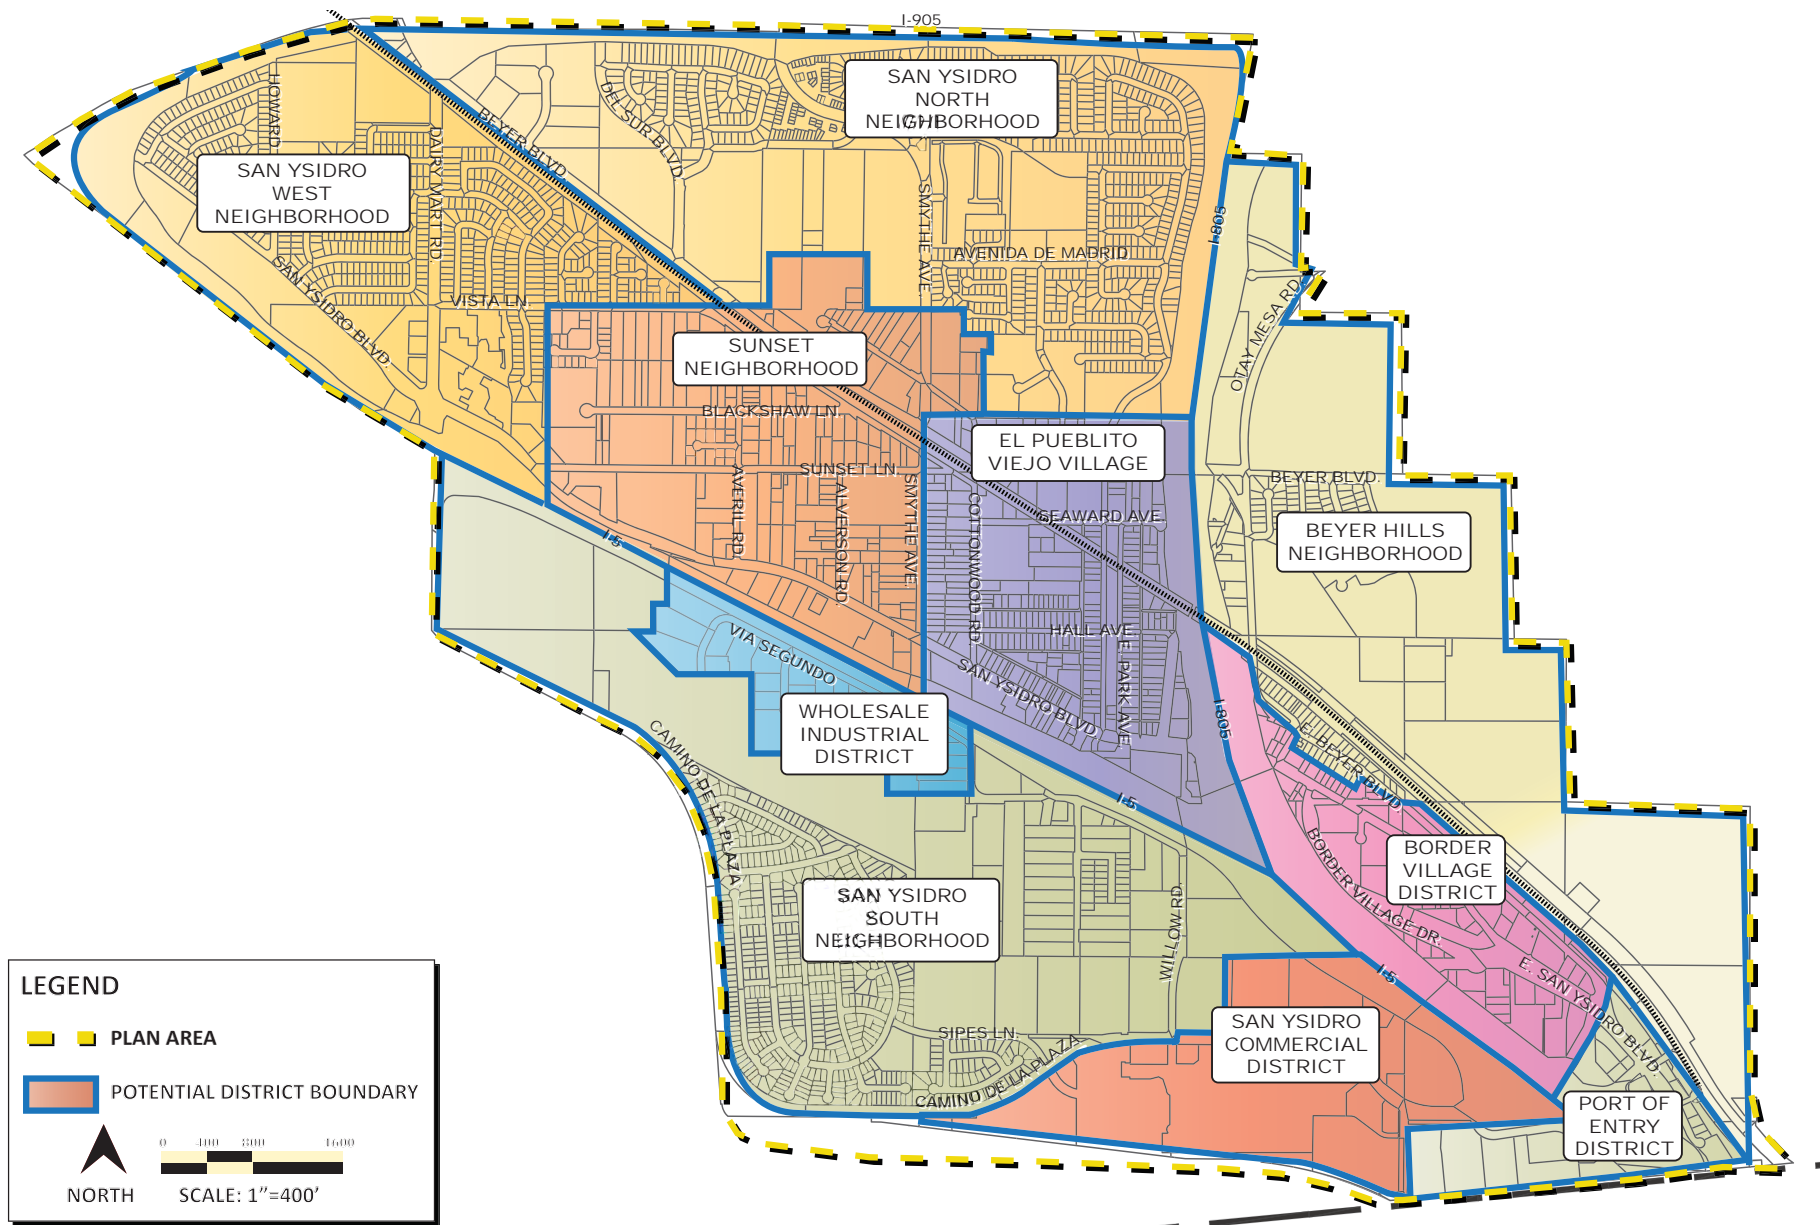 I-905
SAN YSIDRO
NORTH
NEIGHBORHOOD
HOWARD
DEL SUR BLVD.
BEYER BLVD.
DAIRY MART RD
SAN YSIDRO
WEST
NEIGHBORHOOD
SMYTHE AVE.
I-805
AVENIDA DE MADRID
SAN YSIDRO BLVD.
VISTA LN.
OTAY MESA RD.
SUNSET
NEIGHBORHOOD
BLACKSHAW LN.
EL PUEBLITO
VIEJO VILLAGE
SUNSET LN.
AVERIL RD.
ALVERSON RD.
SMYTHE AVE.
COTTONWOOD RD.
SEAWARD AVE.
BEYER BLVD.
BEYER HILLS
NEIGHBORHOOD
I-5
VIA SEGUNDO
HALL AVE.
E. PARK AVE.
SAN YSIDRO BLVD.
I-805
WHOLESALE
INDUSTRIAL
DISTRICT
E. BEYER BLVD.
CAMINO DE LA PLAZA
I-5
BORDER
VILLAGE
DISTRICT
BORDER VILLAGE DR.
SAN YSIDRO
SOUTH
NEIGHBORHOOD
WILLOW RD.
I-5
E. SAN YSIDRO BLVD.
SIPES LN.
SAN YSIDRO
COMMERCIAL
DISTRICT
CAMINO DE LA PLAZA
PORT OF
ENTRY
DISTRICT
LEGEND
PLAN AREA
POTENTIAL DISTRICT BOUNDARY
0 400 800 1600
NORTH
SCALE: 1”=400’